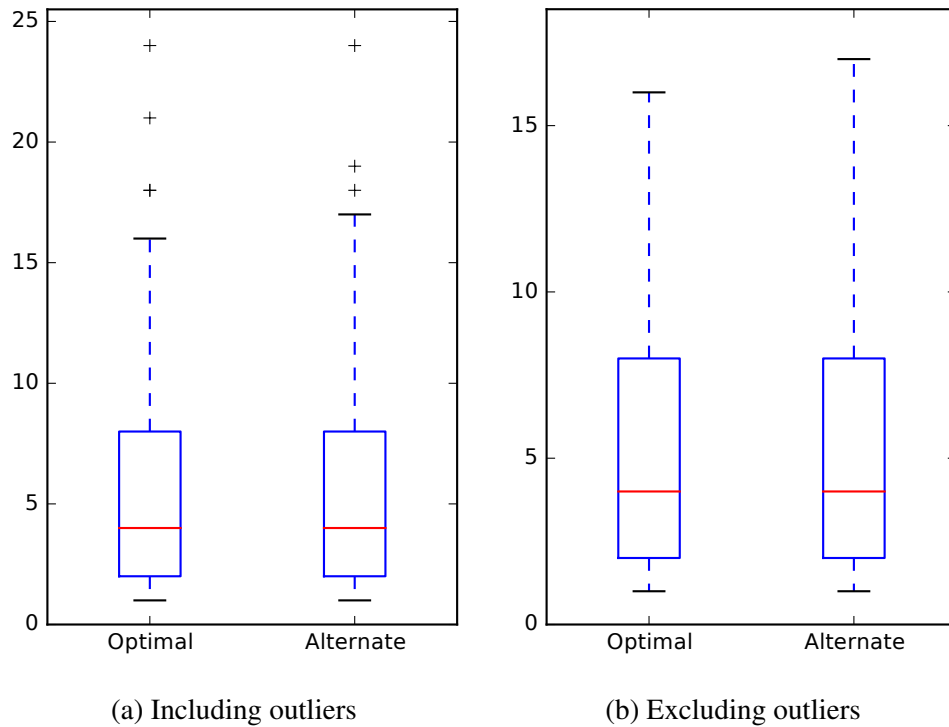 25
20
15
10
5
0
Optimal Alternate
15
10
5
0
Optimal Alternate
(a) Including outliers
(b) Excluding outliers